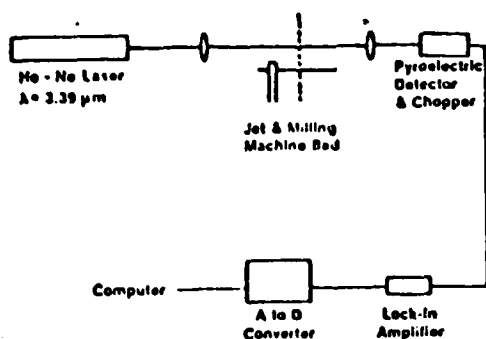 He - Ne Laser
λ= 3.39 μm
Pyroelectric
Detector
& Chopper
Jet & Milling
Machine Bed
Computer
A to D
Converter
Lock-In
Amplifier